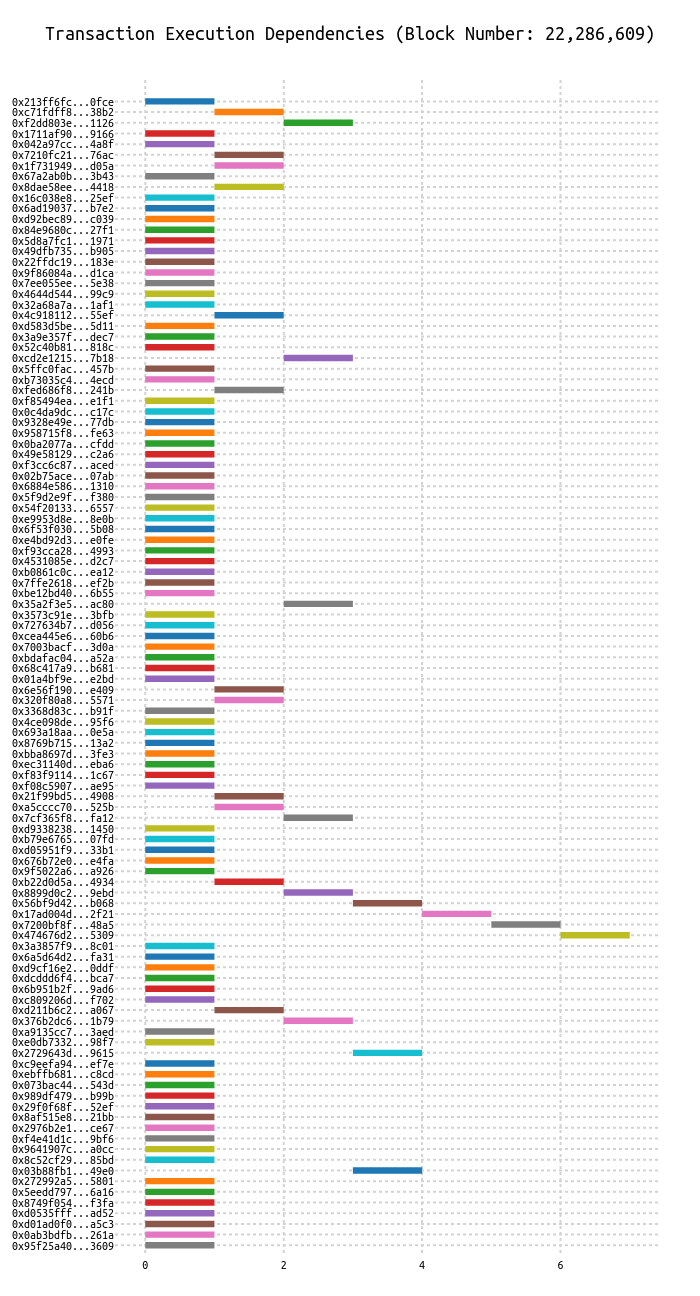 Transaction Execution Dependencies (Block Number: 22,286,609)
0x213ff6fc...0fce
0xc71fdff8...38b2
0xf2dd803e...1126
0x1711af90...9166
0x042a97cc...4a8f
0x7210fc21...76ac
0x1f731949...d05a
0x67a2ab0b...3b43
0x8dae58ee...4418
0x16c038e8...25ef
0x6ad19037...b7e2
0xd92bec89...c039
0x84e9680c...27f1
0x5d8a7fc1...1971
0x49dfb735...b905
0x22ffdc19...183e
0x9f86084a...d1ca
0x7ee055ee...5e38
0x4644d544...99c9
0x32a68a7a...1af1
0x4c918112...55ef
0xd583d5be...5d11
0x3a9e357f...dec7
0x52c40b81...818c
0xcd2e1215...7b18
0x5ffc0fac...457b
0xb73035c4...4ecd
0xfed686f8...241b
0xf85494ea...e1f1
0x0c4da9dc...c17c
0x9328e49e...77db
0x958715f8...fe63
0x0ba2077a...cfdd
0x49e58129...c2a6
0xf3cc6c87...aced
0x02b75ace...07ab
0x6884e586...1310
0x5f9d2e9f...f380
0x54f20133...6557
0xe9953d8e...8e0b
0x6f53f030...5b08
0xe4bd92d3...e0fe
0xf93cca28...4993
0x4531085e...d2c7
0xb0861c0c...ea12
0x7ffe2618...ef2b
0xbe12bd40...6b55
0x35a2f3e5...ac80
0x3573c91e...3bfb
0x727634b7...d056
0xcea445e6...60b6
0x7003bacf...3d0a
0xbdafac04...a52a
0x68c417a9...b681
0x01a4bf9e...e2bd
0x6e56f190...e409
0x320f80a8...5571
0x3368d83c...b91f
0x4ce098de...95f6
0x693a18aa...0e5a
0x8769b715...13a2
0xbba8697d...3fe3
0xec31140d...eba6
0xf83f9114...1c67
0xf08c5907...ae95
0x21f99bd5...4908
0xa5cccc70...525b
0x7cf365f8...fa12
0xd9338238...1450
0xb79e6765...07fd
0xd05951f9...33b1
0x676b72e0...e4fa
0x9f5022a6...a926
0xb22d0d5a...4934
0x8899d0c2...9ebd
0x56bf9d42...b068
0x17ad004d...2f21
0x7200bf8f...48a5
0x474676d2...5309
0x3a3857f9...8c01
0x6a5d64d2...fa31
0xd9cf16e2...0ddf
0xdcddd6f4...bca7
0x6b951b2f...9ad6
0xc809206d...f702
0xd211b6c2...a067
0x376b2dc6...1b79
0xa9135cc7...3aed
0xe0db7332...98f7
0x2729643d...9615
0xc9eefa94...ef7e
0xebffb681...c8cd
0x073bac44...543d
0x989df479...b99b
0x29f0f68f...52ef
0x8af515e8...21bb
0x2976b2e1...ce67
0xf4e41d1c...9bf6
0x9641907c...a0cc
0x8c52cf29...85bd
0x03b88fb1...49e0
0x272992a5...5801
0x5eedd797...6a16
0x8749f054...f3fa
0xd0535fff...ad52
0xd01ad0f0...a5c3
0x0ab3bdfb...261a
0x95f25a40...3609
0 2 4 6